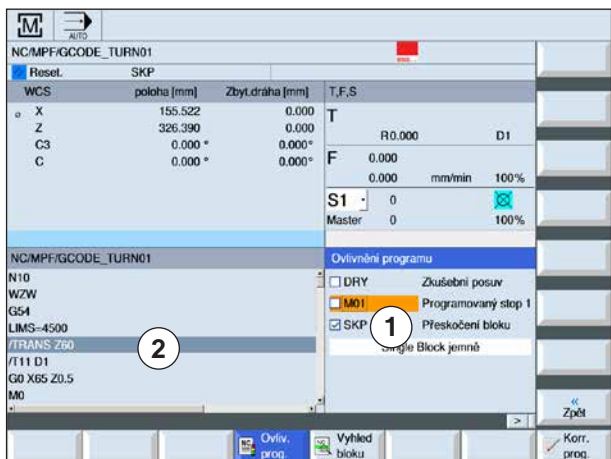 M
AUTO
NC/MPF/GCODE_TURN01
Reset. SKP
WCS poloha [mm] Zbyt.dráha [mm] T,F,S
X 155.522 0.000 T
Z 326.390 0.000 R0.000 D1
C3 0.000 ° 0.000°
C 0.000 ° 0.000° F 0.000
0.000 mm/min 100%
S1 0
Master 0 100%
NC/MPF/GCODE_TURN01 Ovlivnění programu
N10 DRY Zkušební posuv
WZW M01 Programovaný stop 1
G54 SKP 1 Přeskočení bloku
LIMS=4500 Single Block jemně
/TRANS Z60 2
/T11 D1
G0 X65 Z0.5
M0
« Zpět
>
NC Ovliv. prog. Vyhled bloku Korr. prog.